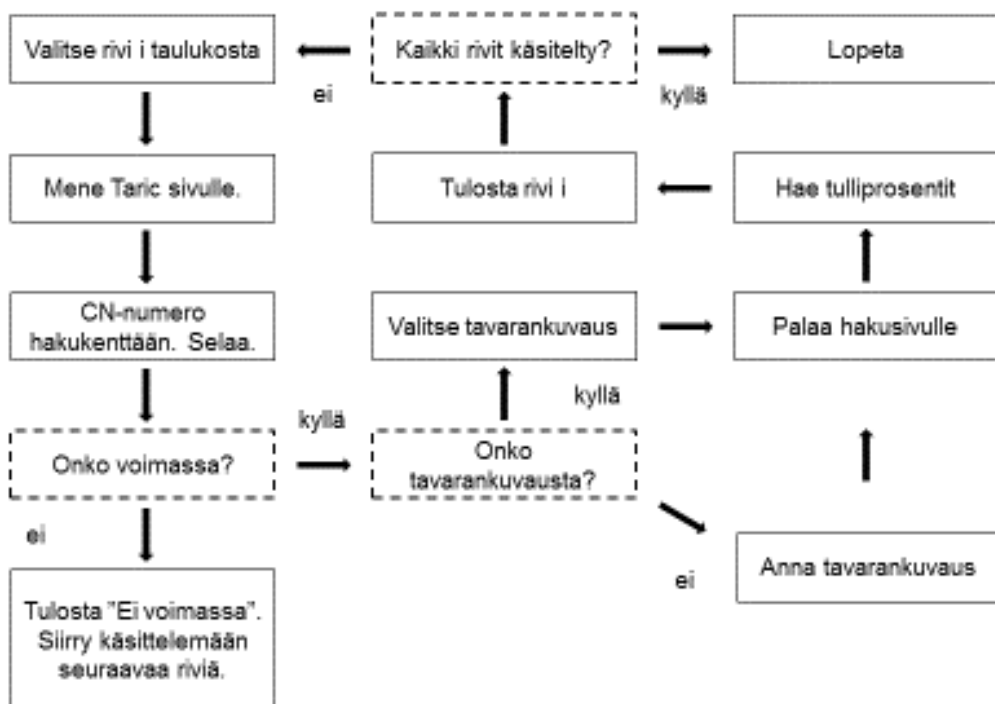 Valitse rivi i taulukosta
Kaikki rivit käsitelty?
Lopeta
ei
kyllä
Mene Taric sivulle.
Tulosta rivi i
Hae tulliprosentit
CN-numero
hakukenttään. Selaa.
Valitse tavarankuvaus
Palaa hakusivulle
kyllä
kyllä
Onko voimassa?
Onko
tavarankuvausta?
ei
ei
Anna tavarankuvaus
Tulosta "Ei voimassa".
Siirry käsittelemään
seuraavaa riviä.